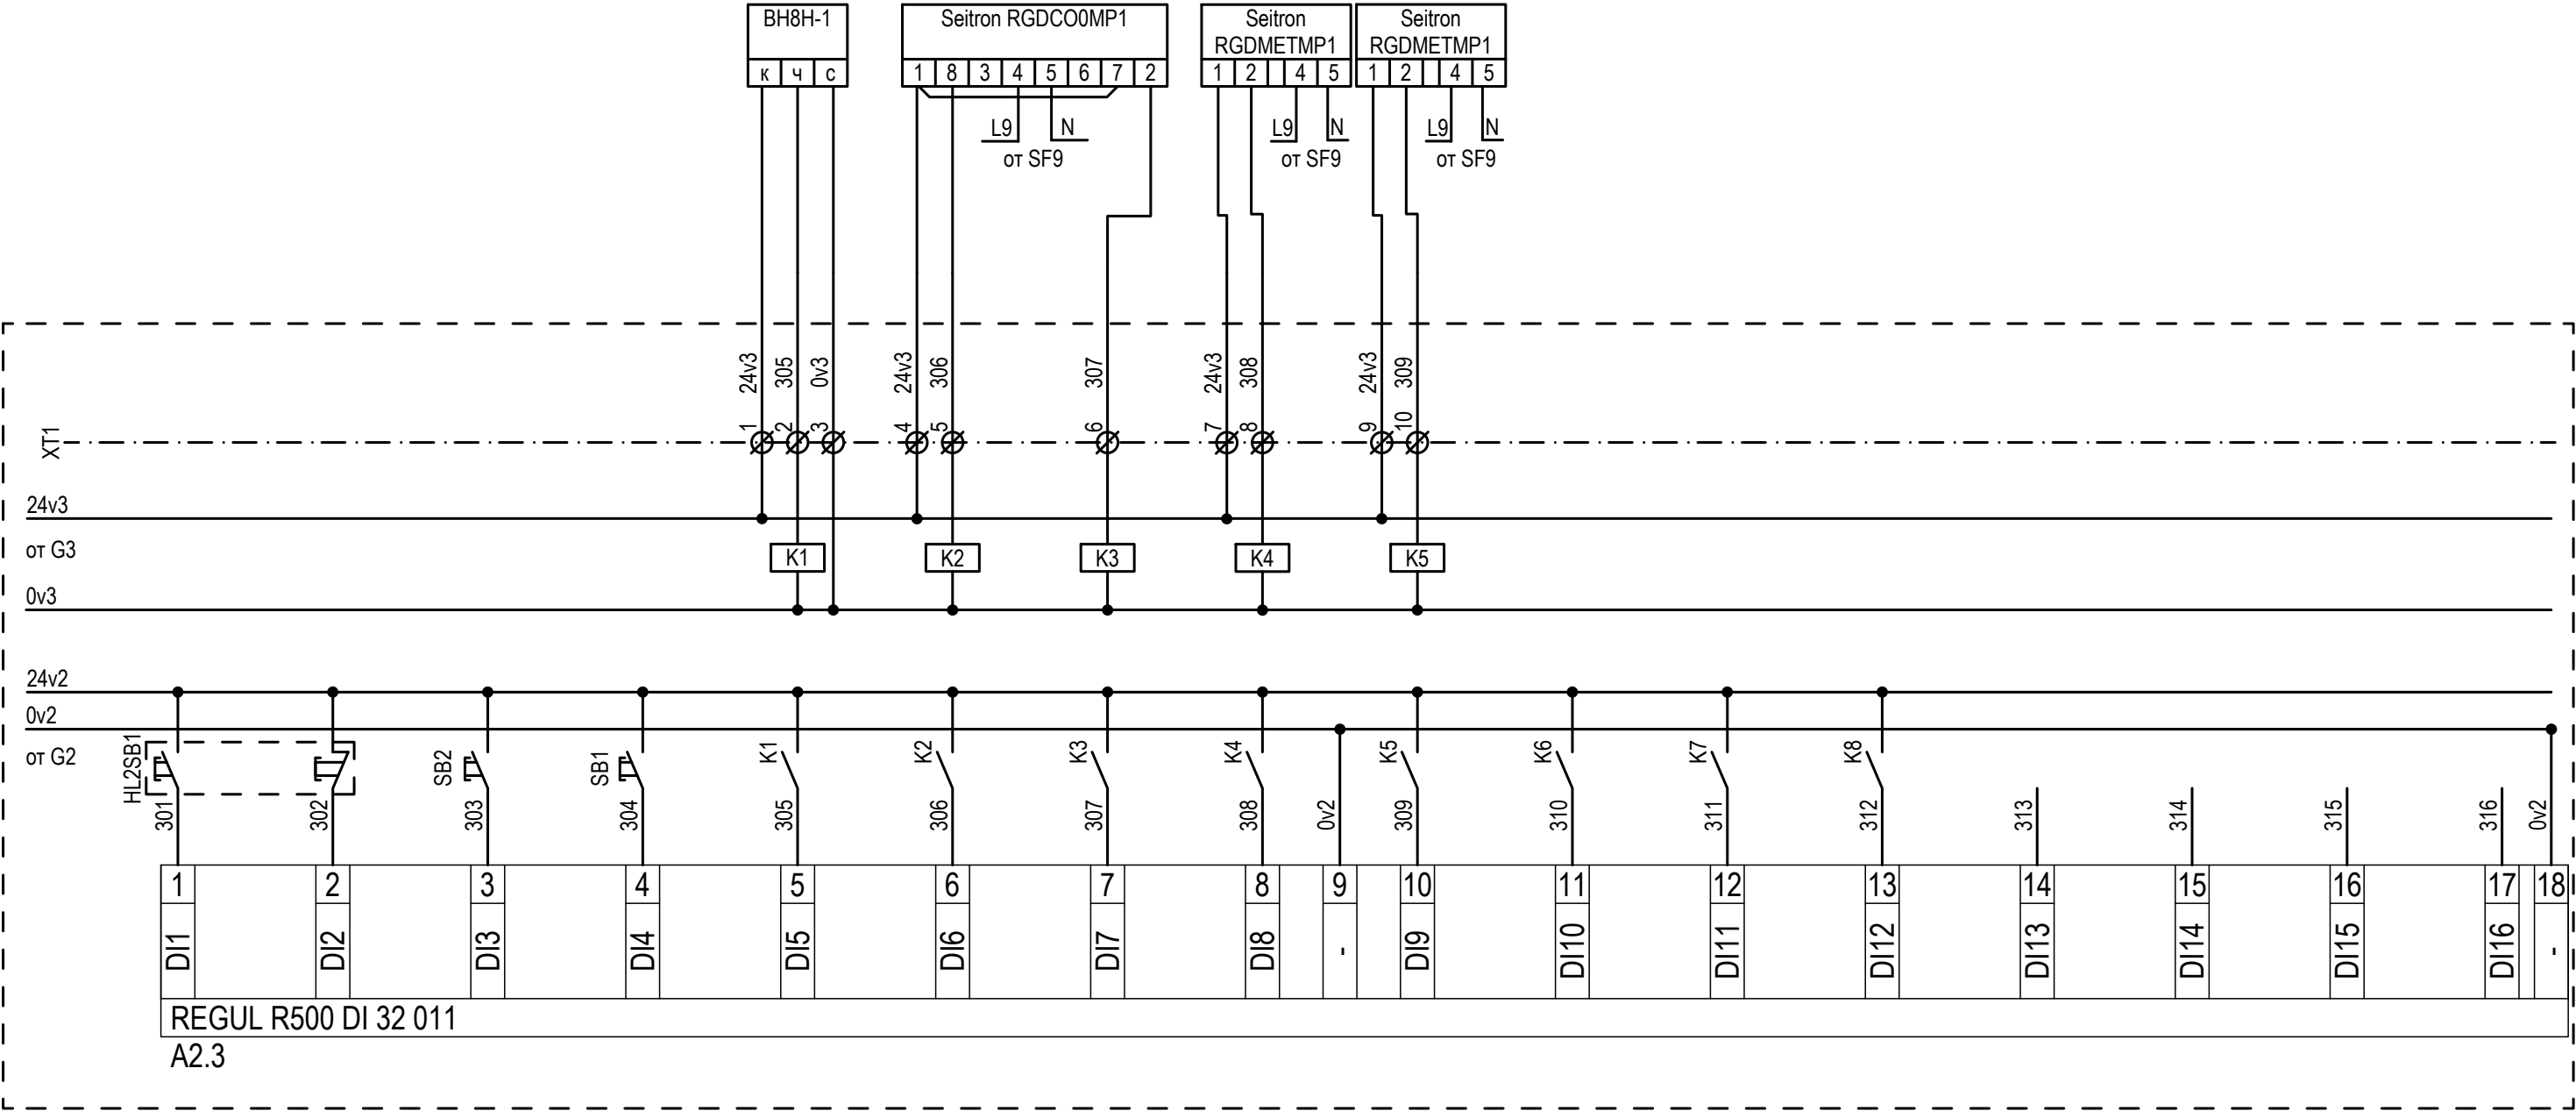 ВН8Н-1
Seitron RGDCO0MP1
Seitron
RGDMETMP1
Seitron
RGDMETMP1
к ч с
1 8 3 4 5 6 7 2
1 2 4 5
1 2 4 5
L9 N
от SF9
L9 N
от SF9
L9 N
от SF9
24v3 305 0v3 24v3 306 307 24v3 308 24v3 309
XT1
1 2 3 4 5 6 7 8 9 10
24v3
от G3
K1 K2 K3 K4 K5
0v3
24v2
0v2
от G2
HL2SB1 SB2 SB1 K1 K2 K3 K4 K5 K6 K7 K8
301 302 303 304 305 306 307 308 0v2 309 310 311 312 313 314 315 316 0v2
1 2 3 4 5 6 7 8 9 10 11 12 13 14 15 16 17 18
DI1 DI2 DI3 DI4 DI5 DI6 DI7 DI8 - DI9 DI10 DI11 DI12 DI13 DI14 DI15 DI16 -
REGUL R500 DI 32 011
A2.3